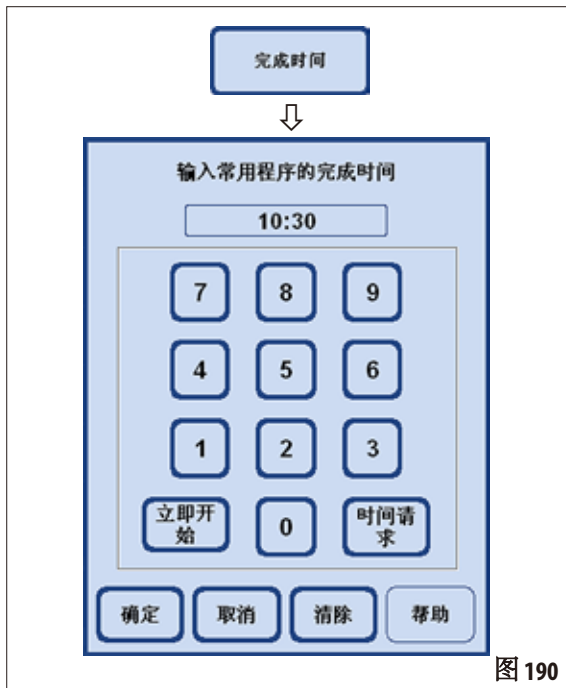 完成时间
输入常用程序的完成时间
10:30
7 8 9
4 5 6
1 2 3
立即开
始
0
时间请
求
确定 取消 清除 帮助
图 190